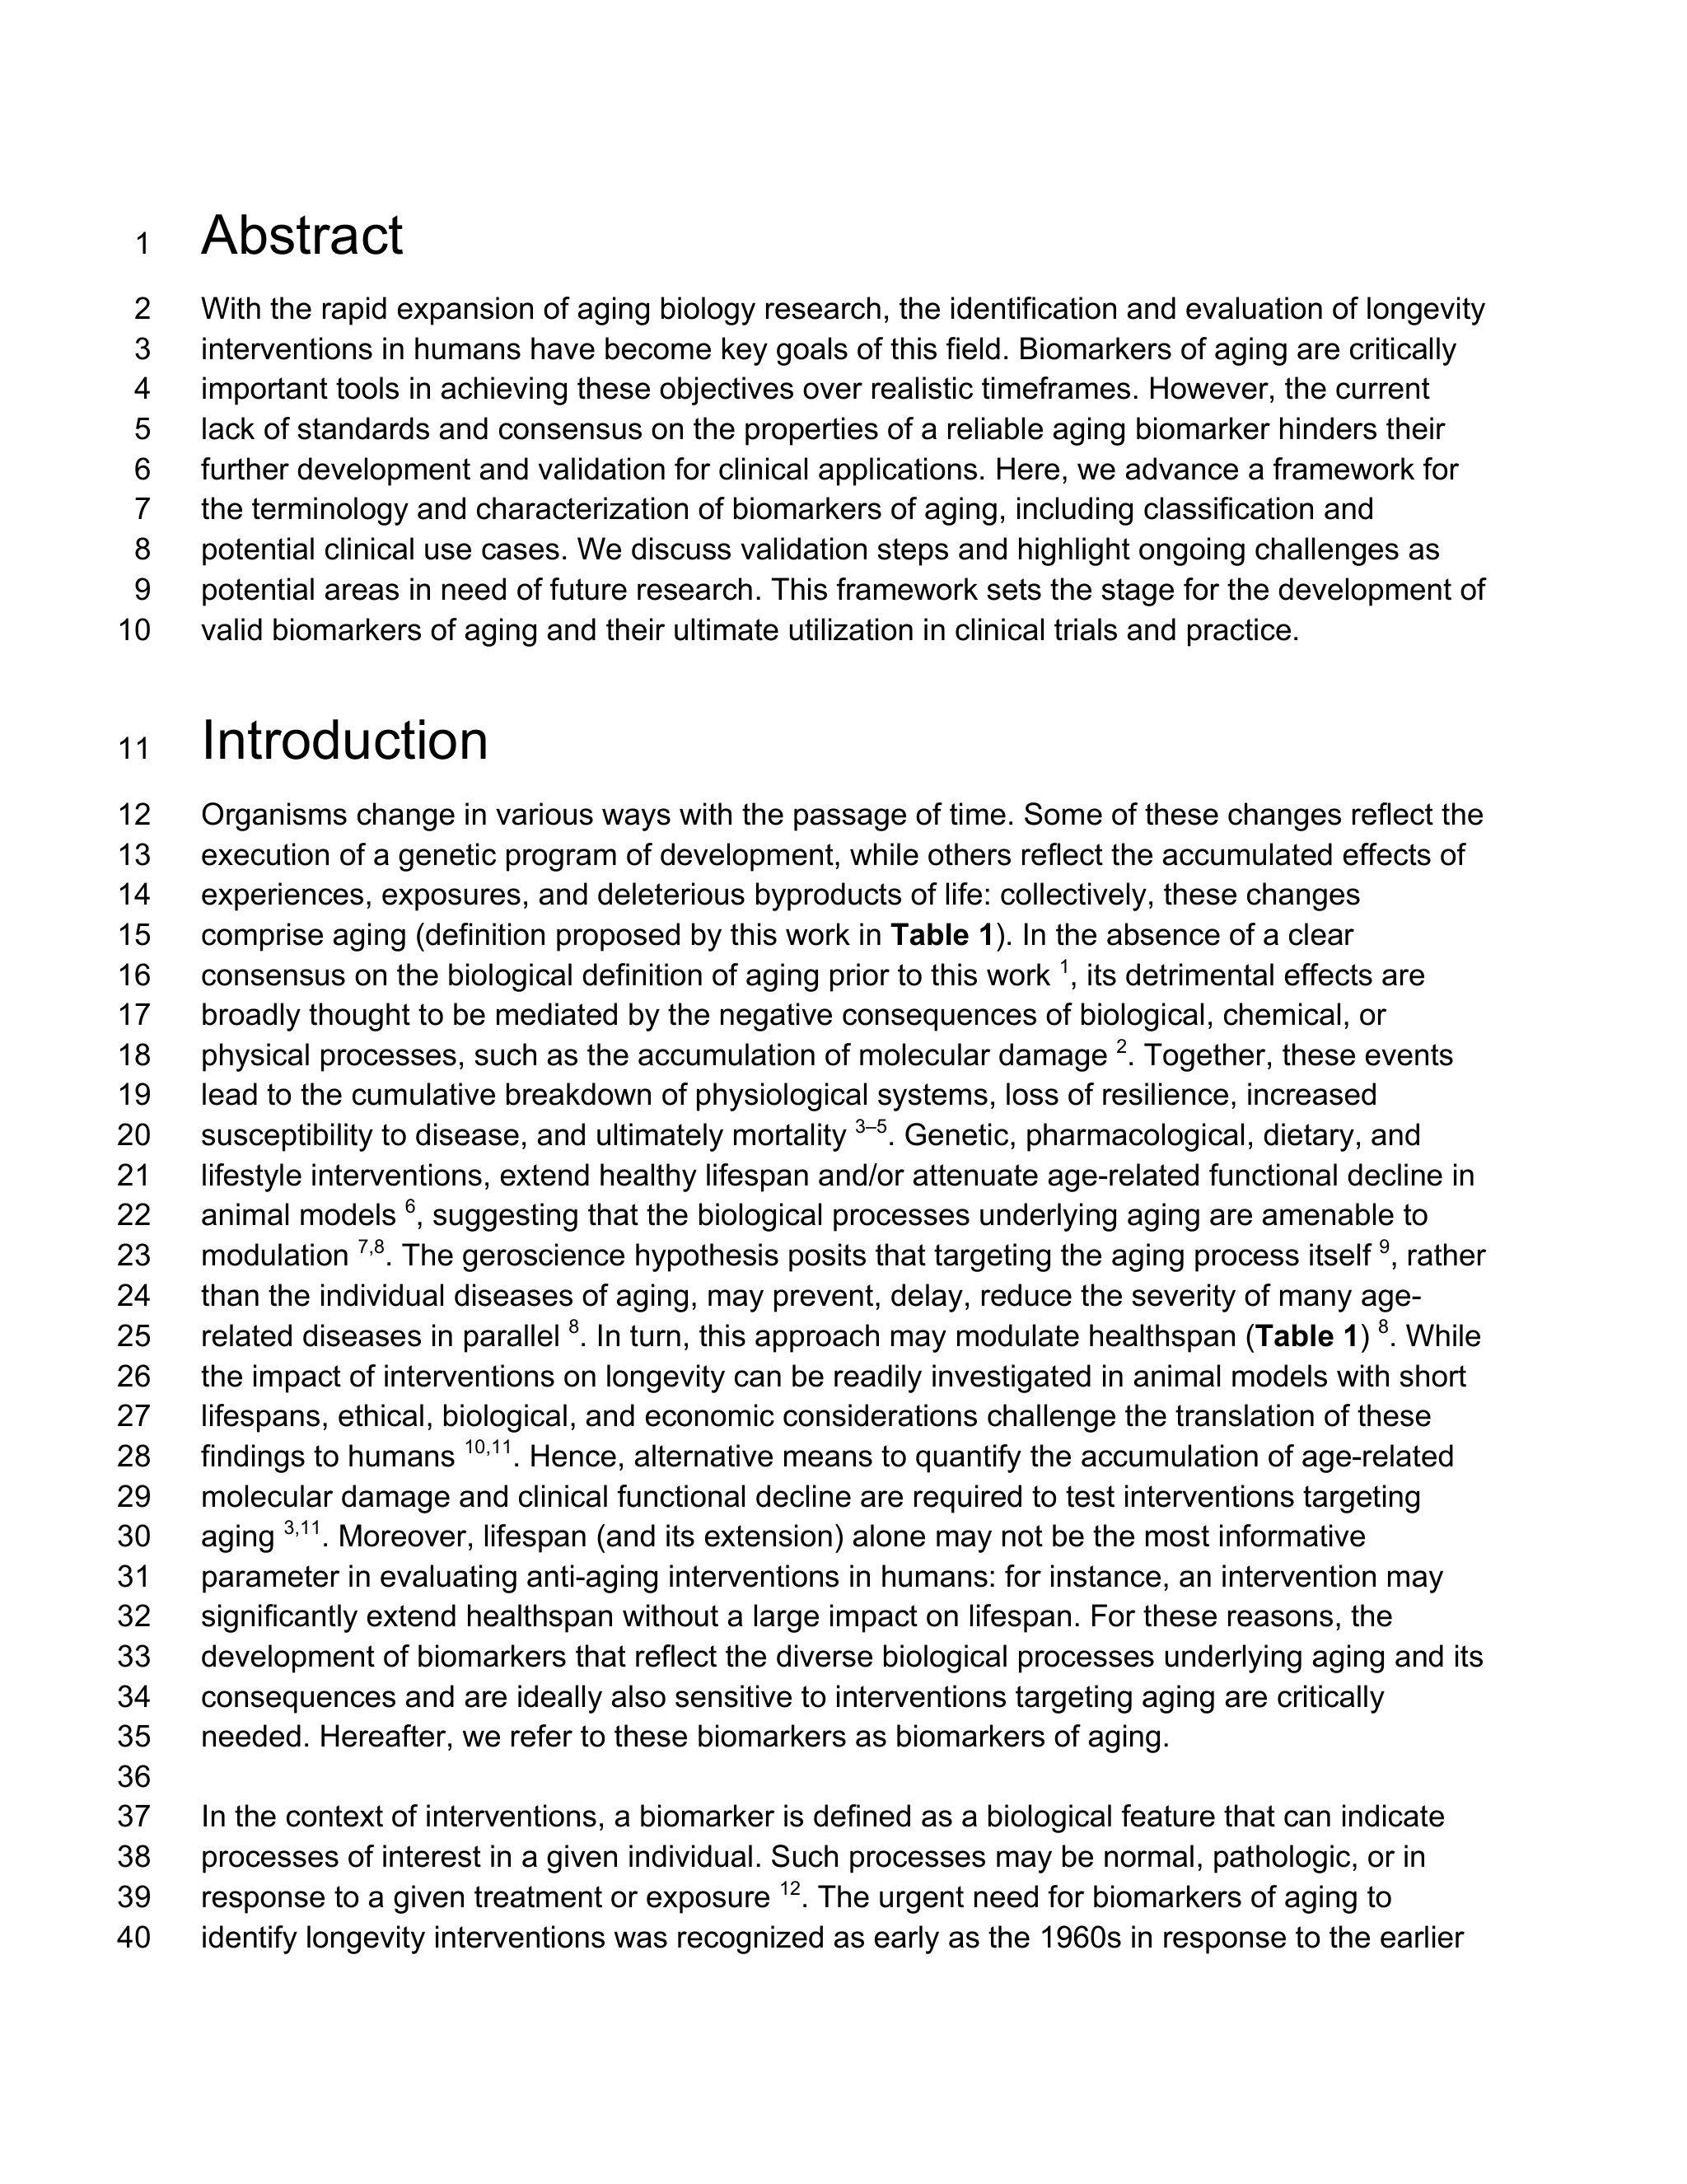 1 Abstract
2 With the rapid expansion of aging biology research, the identification and evaluation of longevity
3 interventions in humans have become key goals of this field. Biomarkers of aging are critically
4 important tools in achieving these objectives over realistic timeframes. However, the current
5 lack of standards and consensus on the properties of a reliable aging biomarker hinders their
6 further development and validation for clinical applications. Here, we advance a framework for
7 the terminology and characterization of biomarkers of aging, including classification and
8 potential clinical use cases. We discuss validation steps and highlight ongoing challenges as
9 potential areas in need of future research. This framework sets the stage for the development of
10 valid biomarkers of aging and their ultimate utilization in clinical trials and practice.
11 Introduction
12 Organisms change in various ways with the passage of time. Some of these changes reflect the
13 execution of a genetic program of development, while others reflect the accumulated effects of
14 experiences, exposures, and deleterious byproducts of life: collectively, these changes
15 comprise aging (definition proposed by this work in Table 1). In the absence of a clear
16 consensus on the biological definition of aging prior to this work 1, its detrimental effects are
17 broadly thought to be mediated by the negative consequences of biological, chemical, or
18 physical processes, such as the accumulation of molecular damage 2. Together, these events
19 lead to the cumulative breakdown of physiological systems, loss of resilience, increased
20 susceptibility to disease, and ultimately mortality 3–5. Genetic, pharmacological, dietary, and
21 lifestyle interventions, extend healthy lifespan and/or attenuate age-related functional decline in
22 animal models 6, suggesting that the biological processes underlying aging are amenable to
23 modulation 7,8. The geroscience hypothesis posits that targeting the aging process itself 9, rather
24 than the individual diseases of aging, may prevent, delay, reduce the severity of many age-
25 related diseases in parallel 8. In turn, this approach may modulate healthspan (Table 1) 8. While
26 the impact of interventions on longevity can be readily investigated in animal models with short
27 lifespans, ethical, biological, and economic considerations challenge the translation of these
28 findings to humans 10,11. Hence, alternative means to quantify the accumulation of age-related
29 molecular damage and clinical functional decline are required to test interventions targeting
30 aging 3,11. Moreover, lifespan (and its extension) alone may not be the most informative
31 parameter in evaluating anti-aging interventions in humans: for instance, an intervention may
32 significantly extend healthspan without a large impact on lifespan. For these reasons, the
33 development of biomarkers that reflect the diverse biological processes underlying aging and its
34 consequences and are ideally also sensitive to interventions targeting aging are critically
35 needed. Hereafter, we refer to these biomarkers as biomarkers of aging.
36
37 In the context of interventions, a biomarker is defined as a biological feature that can indicate
38 processes of interest in a given individual. Such processes may be normal, pathologic, or in
39 response to a given treatment or exposure 12. The urgent need for biomarkers of aging to
40 identify longevity interventions was recognized as early as the 1960s in response to the earlier